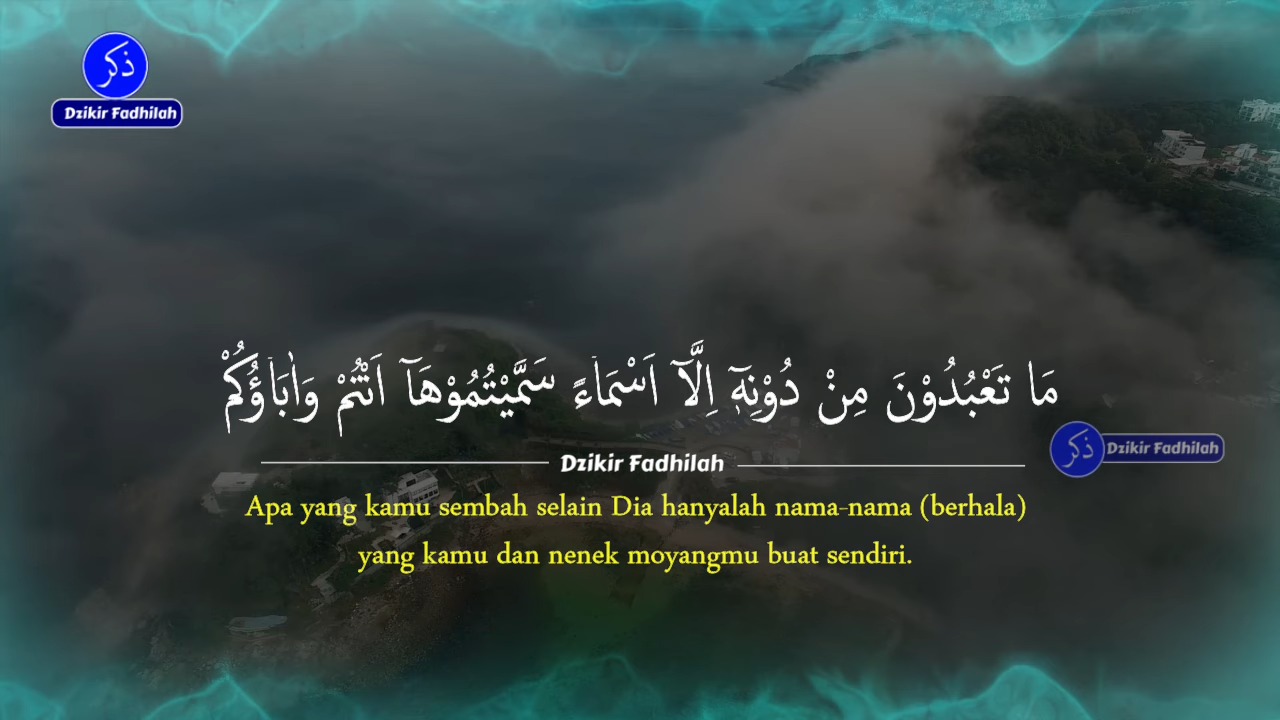 ذكر
Dzikir Fadhilah
مَا تَعْبُدُوْنَ مِنْ دُوْنِهٖٓ اِلَّآ اَسْمَاۤءً سَمَّيْتُمُوْهَآ اَنْتُمْ وَاٰبَاۤؤُكُمْ
ذكر Dzikir Fadhilah
Dzikir Fadhilah
Apa yang kamu sembah selain Dia hanyalah nama-nama (berhala)
yang kamu dan nenek moyangmu buat sendiri.